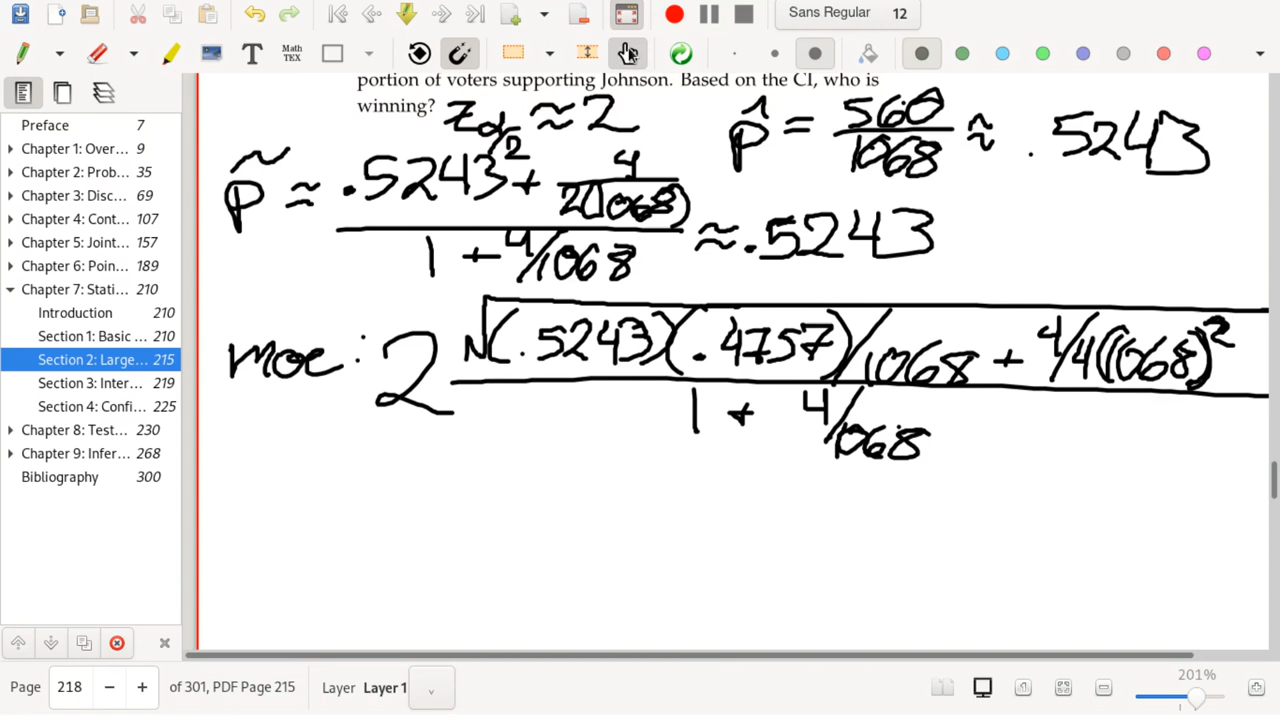 Sans Regular 12
Math
TEX
Preface 7
Chapter 1: Over... 9
Chapter 2: Prob... 35
Chapter 3: Disc... 69
Chapter 4: Cont... 107
Chapter 5: Joint... 157
Chapter 6: Poin... 189
Chapter 7: Stati... 210
Introduction 210
Section 1: Basic ... 210
Section 2: Large... 215
Section 3: Inter... 219
Section 4: Confi... 225
Chapter 8: Test... 230
Chapter 9: Infer... 268
Bibliography 300
portion of voters supporting Johnson. Based on the CI, who is
winning?
z_{α/2} ≈ 2
p̂ = 560/1068 ≈ .5243
p̃ ≈ (.5243² + 4/2(1068)) / (1 + 4/1068) ≈ .5243
moe: 2 √((.5243)(.4757)/1068 + 4/4(1068)²) / (1 + 4/1068)
Page 218 of 301, PDF Page 215 Layer Layer 1 201%